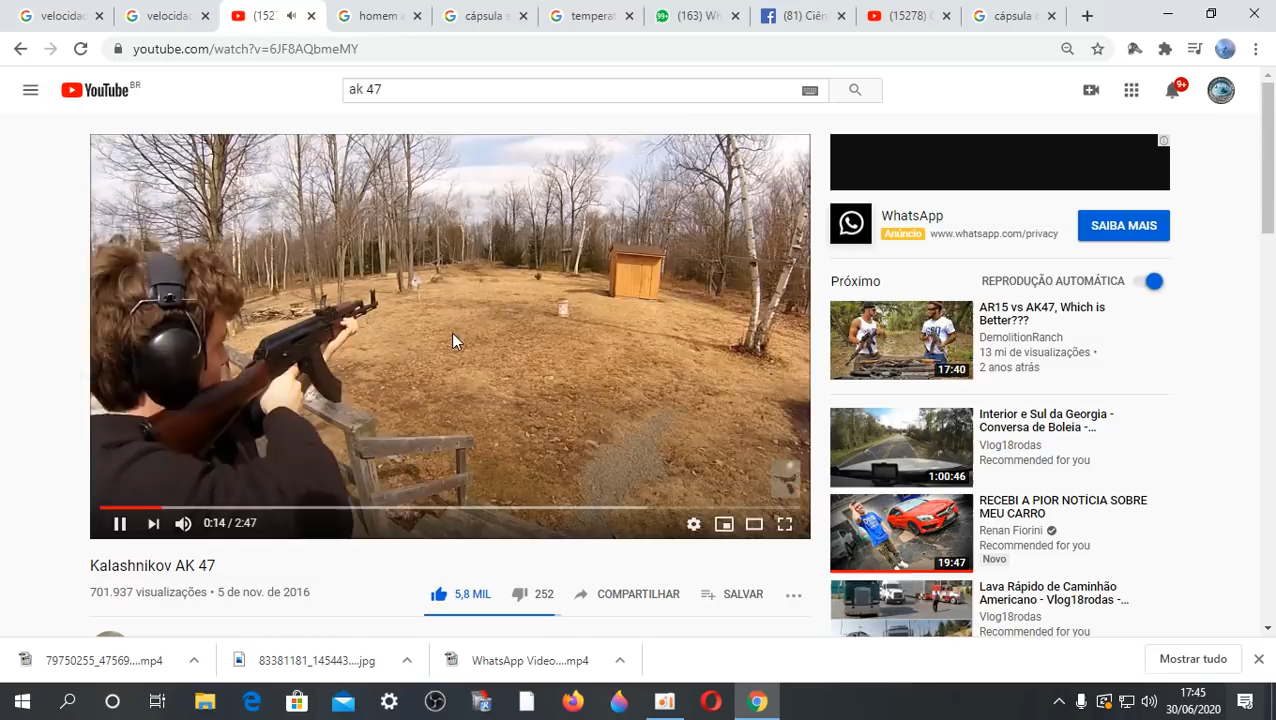 velocidad
velocidad
(1527
homem a
cápsula s
temperat
(163) Wh
(81) Ciên
(15278) C
cápsula m
youtube.com/watch?v=6JF8AQbmeMY
YouTube BR
ak 47
9+
WhatsApp
Anúncio www.whatsapp.com/privacy
SAIBA MAIS
Próximo
REPRODUÇÃO AUTOMÁTICA
AR15 vs AK47, Which is
Better???
DemolitionRanch
13 mi de visualizações •
2 anos atrás
17:40
Interior e Sul da Georgia -
Conversa de Boleia -...
Vlog18rodas
Recommended for you
1:00:46
RECEBI A PIOR NOTÍCIA SOBRE
MEU CARRO
Renan Fiorini
Recommended for you
Novo
19:47
Lava Rápido de Caminhão
Americano - Vlog18rodas -...
Vlog18rodas
Recommended for you
0:14 / 2:47
Kalashnikov AK 47
701.937 visualizações • 5 de nov. de 2016
5,8 MIL
252
COMPARTILHAR
SALVAR
79750255_47569....mp4
83381181_145443....jpg
WhatsApp Video....mp4
Mostrar tudo
17:45
30/06/2020